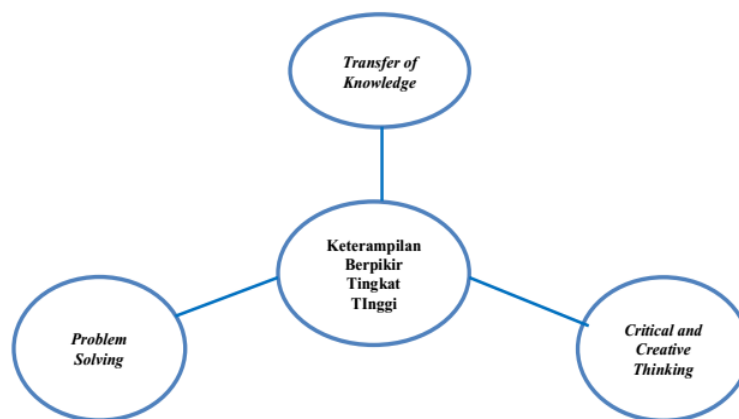 Transfer of
Knowledge
Keterampilan
Berpikir
Tingkat
TInggi
Problem
Solving
Critical and
Creative
Thinking